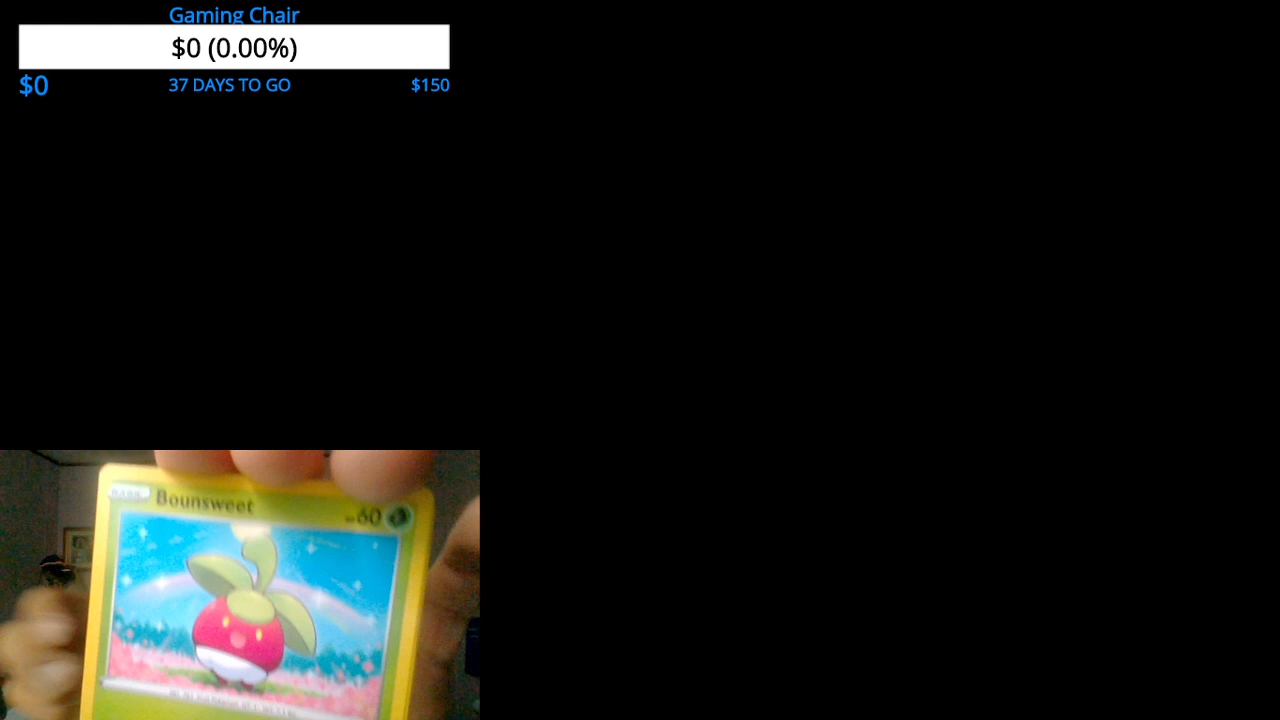 Gaming Chair
$0 (0.00%)
$0 37 DAYS TO GO $150
Bounsweet
60